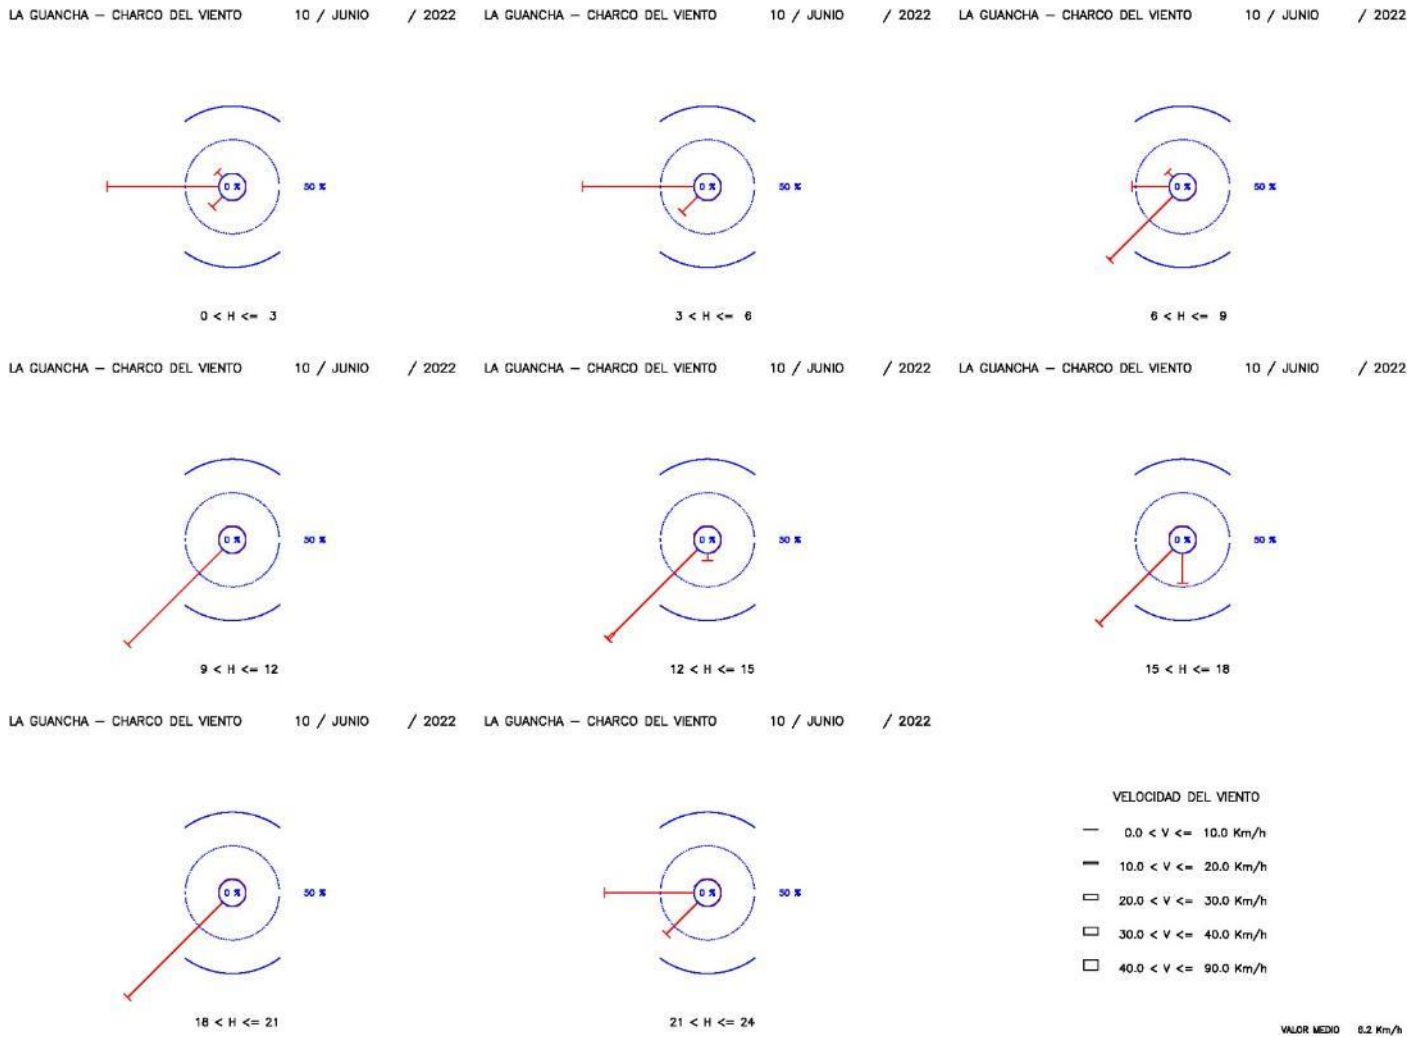 LA GUANCHA – CHARCO DEL VIENTO 10 / JUNIO / 2022
0 %
50 %
0 < H <= 3
LA GUANCHA – CHARCO DEL VIENTO 10 / JUNIO / 2022
0 %
50 %
3 < H <= 6
LA GUANCHA – CHARCO DEL VIENTO 10 / JUNIO / 2022
0 %
50 %
6 < H <= 9
LA GUANCHA – CHARCO DEL VIENTO 10 / JUNIO / 2022
0 %
50 %
9 < H <= 12
LA GUANCHA – CHARCO DEL VIENTO 10 / JUNIO / 2022
0 %
50 %
12 < H <= 15
LA GUANCHA – CHARCO DEL VIENTO 10 / JUNIO / 2022
0 %
50 %
15 < H <= 18
LA GUANCHA – CHARCO DEL VIENTO 10 / JUNIO / 2022
0 %
50 %
18 < H <= 21
LA GUANCHA – CHARCO DEL VIENTO 10 / JUNIO / 2022
0 %
50 %
21 < H <= 24
VELOCIDAD DEL VIENTO
0.0 < V <= 10.0 Km/h
10.0 < V <= 20.0 Km/h
20.0 < V <= 30.0 Km/h
30.0 < V <= 40.0 Km/h
40.0 < V <= 90.0 Km/h
VALOR MEDIO Km/h